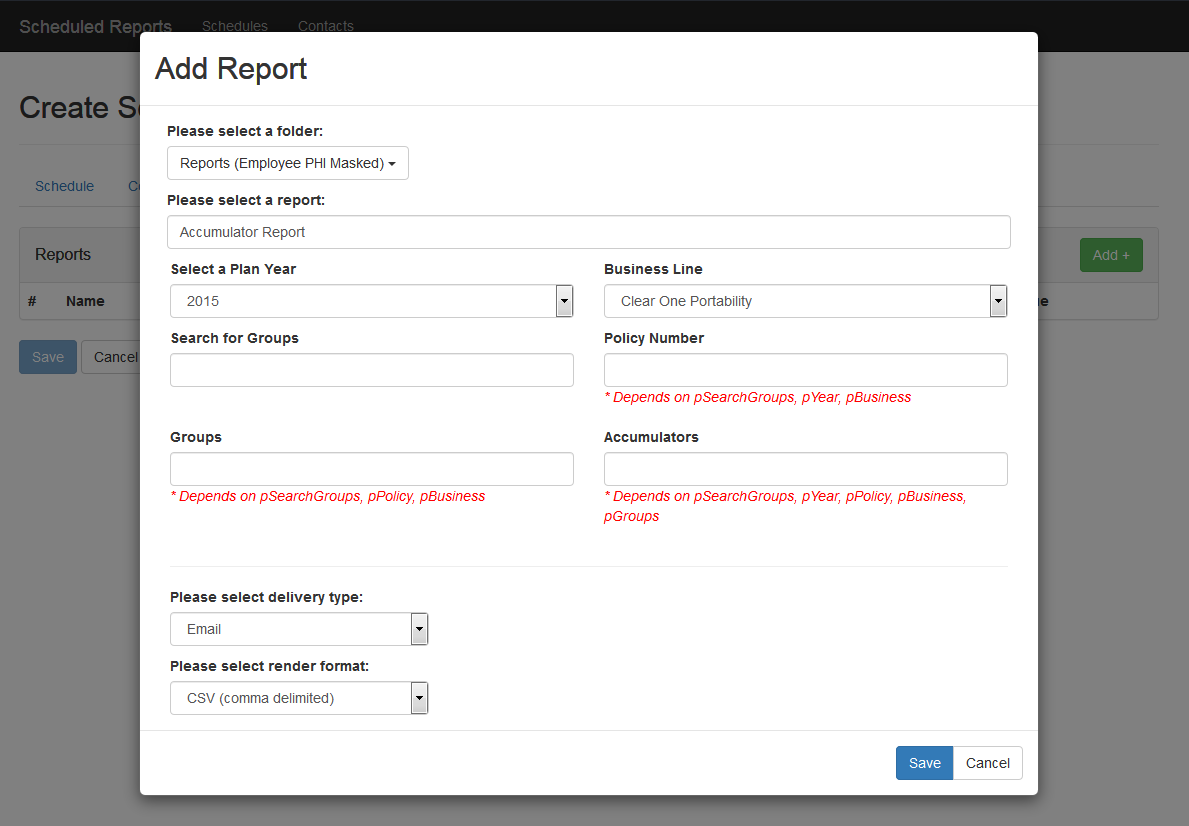 Scheduled Reports Schedules Contacts
Add Report
Create S
Please select a folder:
Reports (Employee PHI Masked)
Schedule
Please select a report:
Accumulator Report
Reports
Add +
Select a Plan Year Business Line
2015 Clear One Portability
# Name
Search for Groups Policy Number
Save Cancel
* Depends on pSearchGroups, pYear, pBusiness
Groups Accumulators
* Depends on pSearchGroups, pPolicy, pBusiness
* Depends on pSearchGroups, pYear, pPolicy, pBusiness,
pGroups
Please select delivery type:
Email
Please select render format:
CSV (comma delimited)
Save Cancel